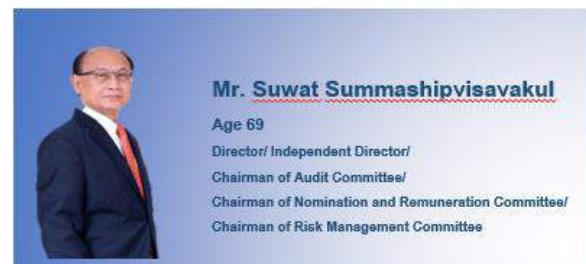 Mr. Suwat Summashipvisavakul
Age 69
Director/ Independent Director/
Chairman of Audit Committee/
Chairman of Nomination and Remuneration Committee/
Chairman of Risk Management Committee